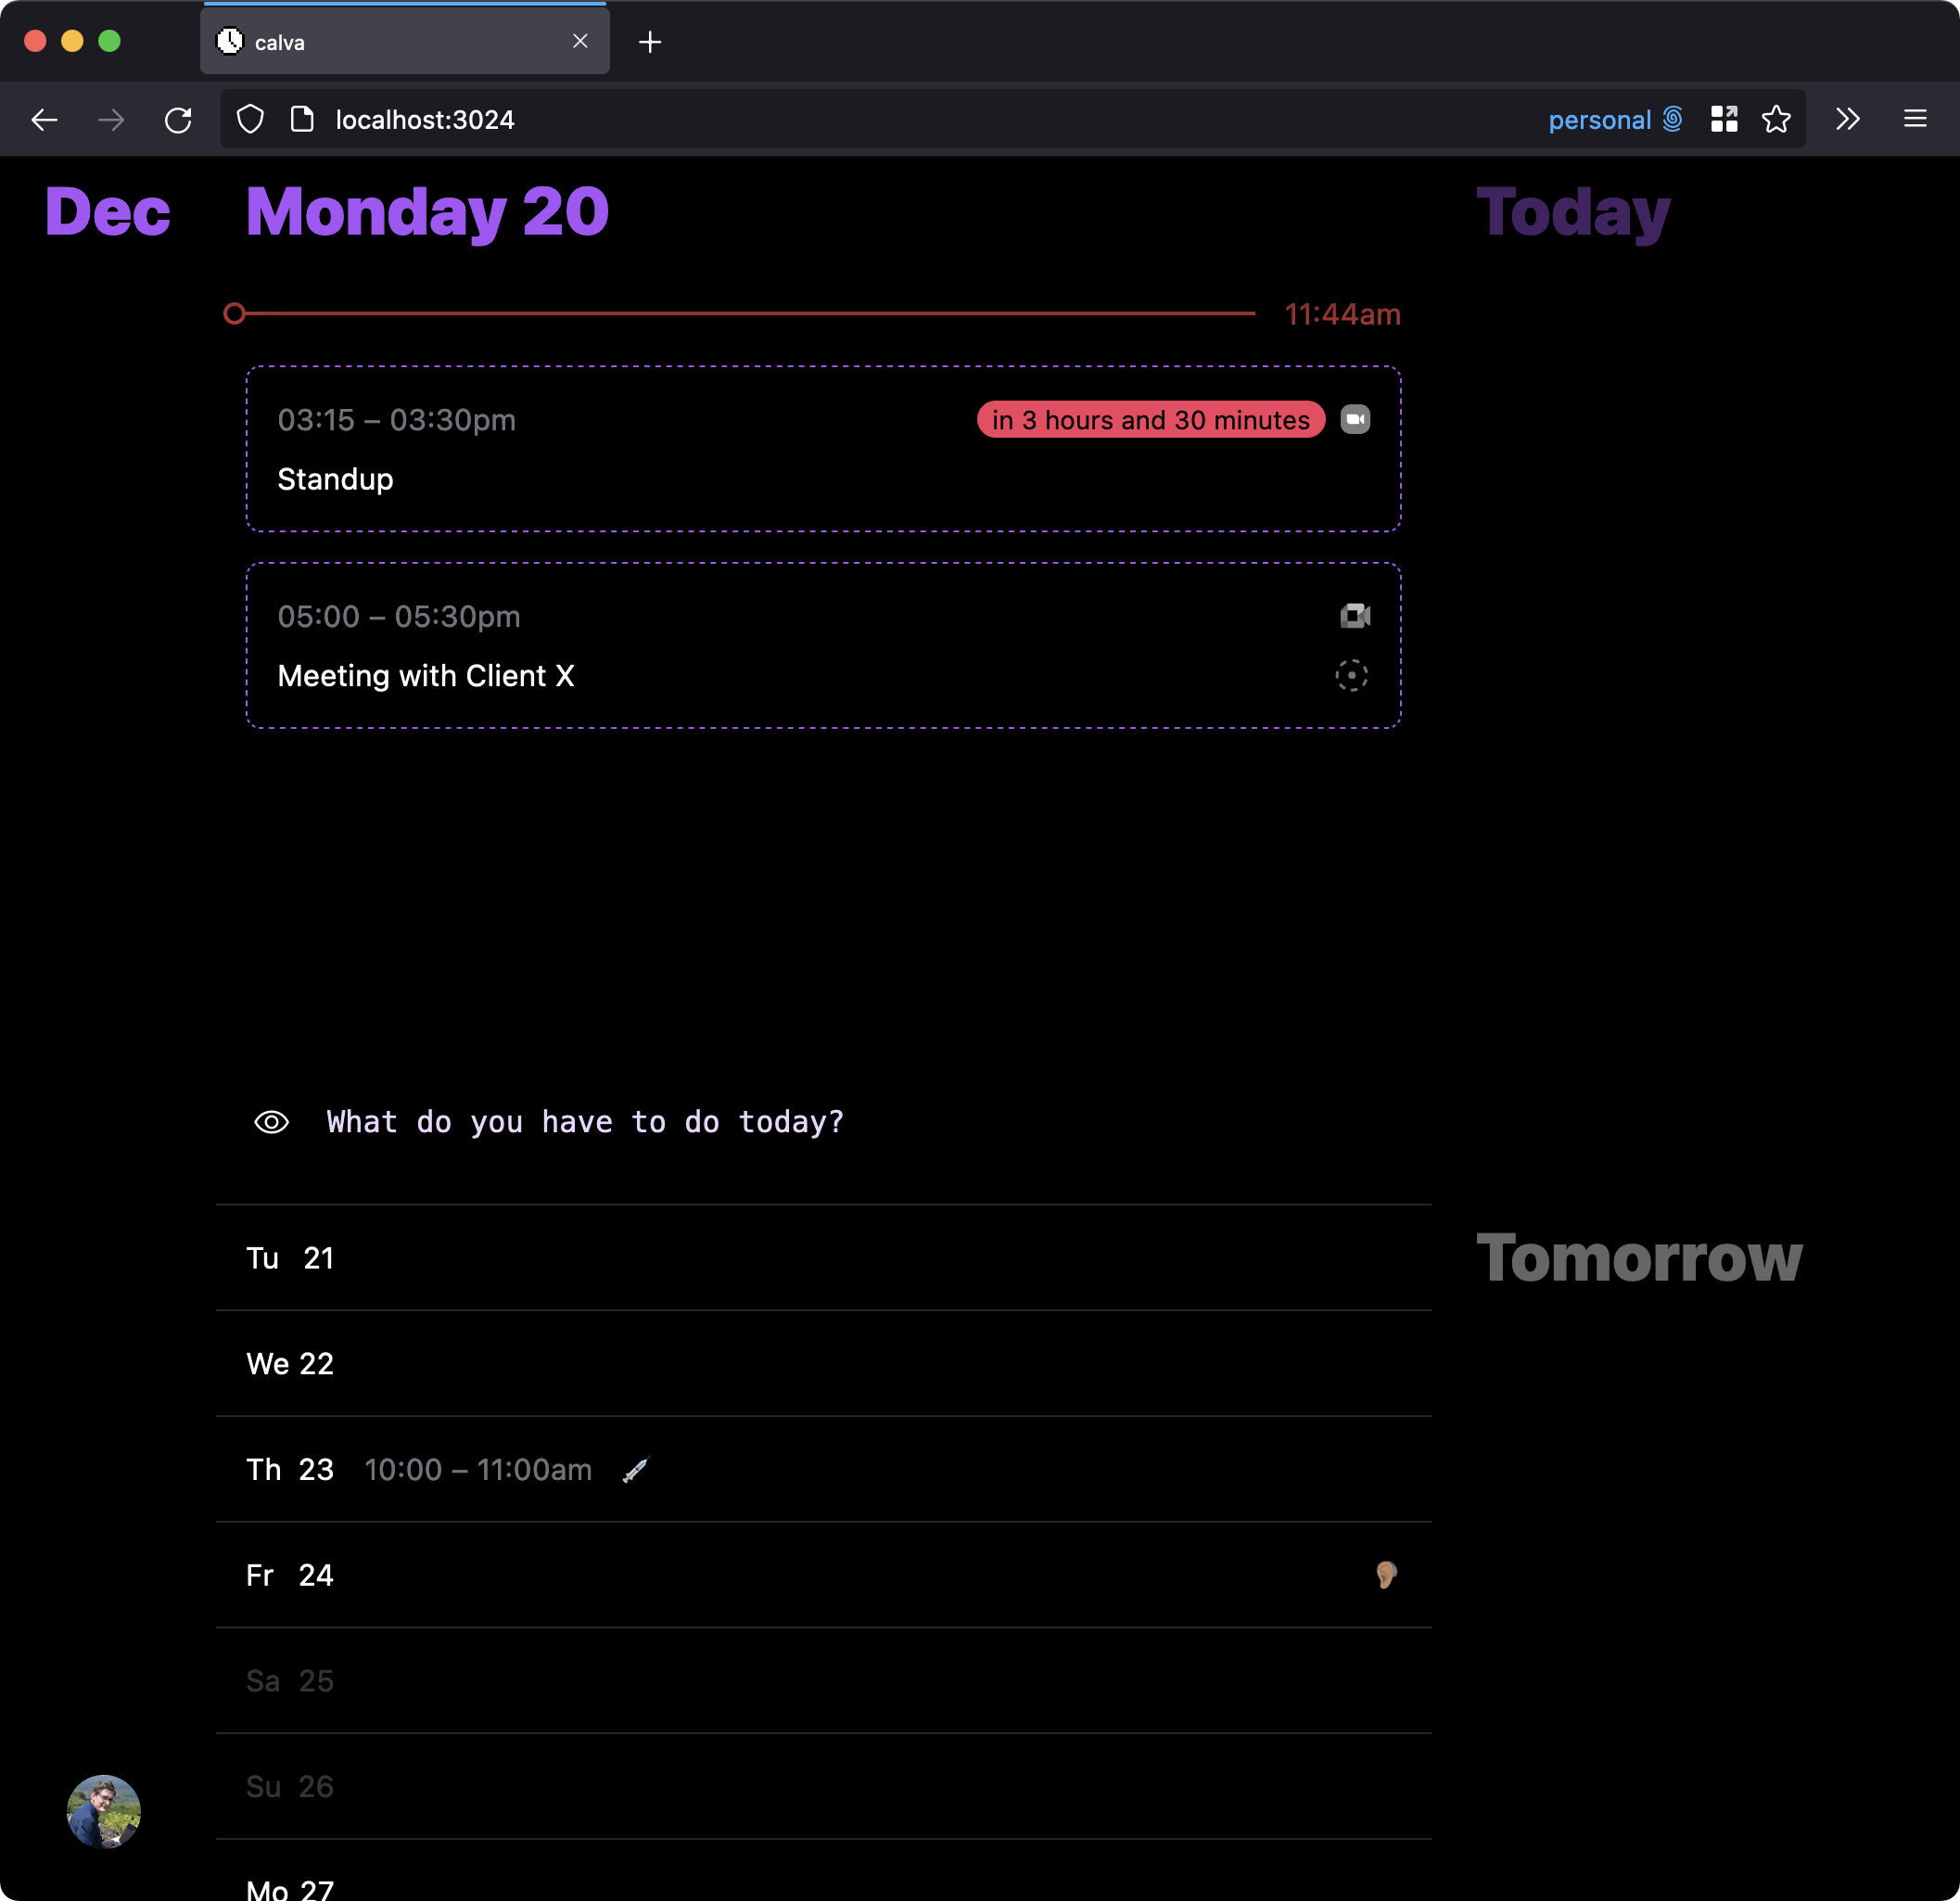 calva
localhost:3024
personal
Dec Monday 20 Today
11:44am
03:15 – 03:30pm in 3 hours and 30 minutes
Standup
05:00 – 05:30pm
Meeting with Client X
What do you have to do today?
Tu 21 Tomorrow
We 22
Th 23 10:00 – 11:00am
Fr 24
Sa 25
Su 26
Mo 27